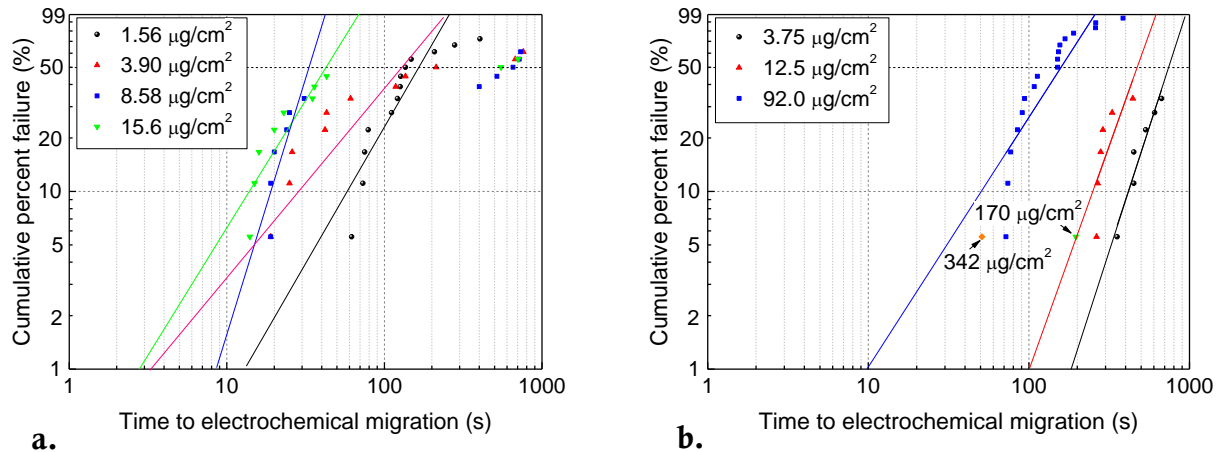 Cumulative percent failure (%)
99
50
20
10
5
2
1
1.56 μg/cm²
3.90 μg/cm²
8.58 μg/cm²
15.6 μg/cm²
1 10 100 1000
Time to electrochemical migration (s)
a.
Cumulative percent failure (%)
99
50
20
10
5
2
1
3.75 μg/cm²
12.5 μg/cm²
92.0 μg/cm²
170 μg/cm²
342 μg/cm²
1 10 100 1000
Time to electrochemical migration (s)
b.